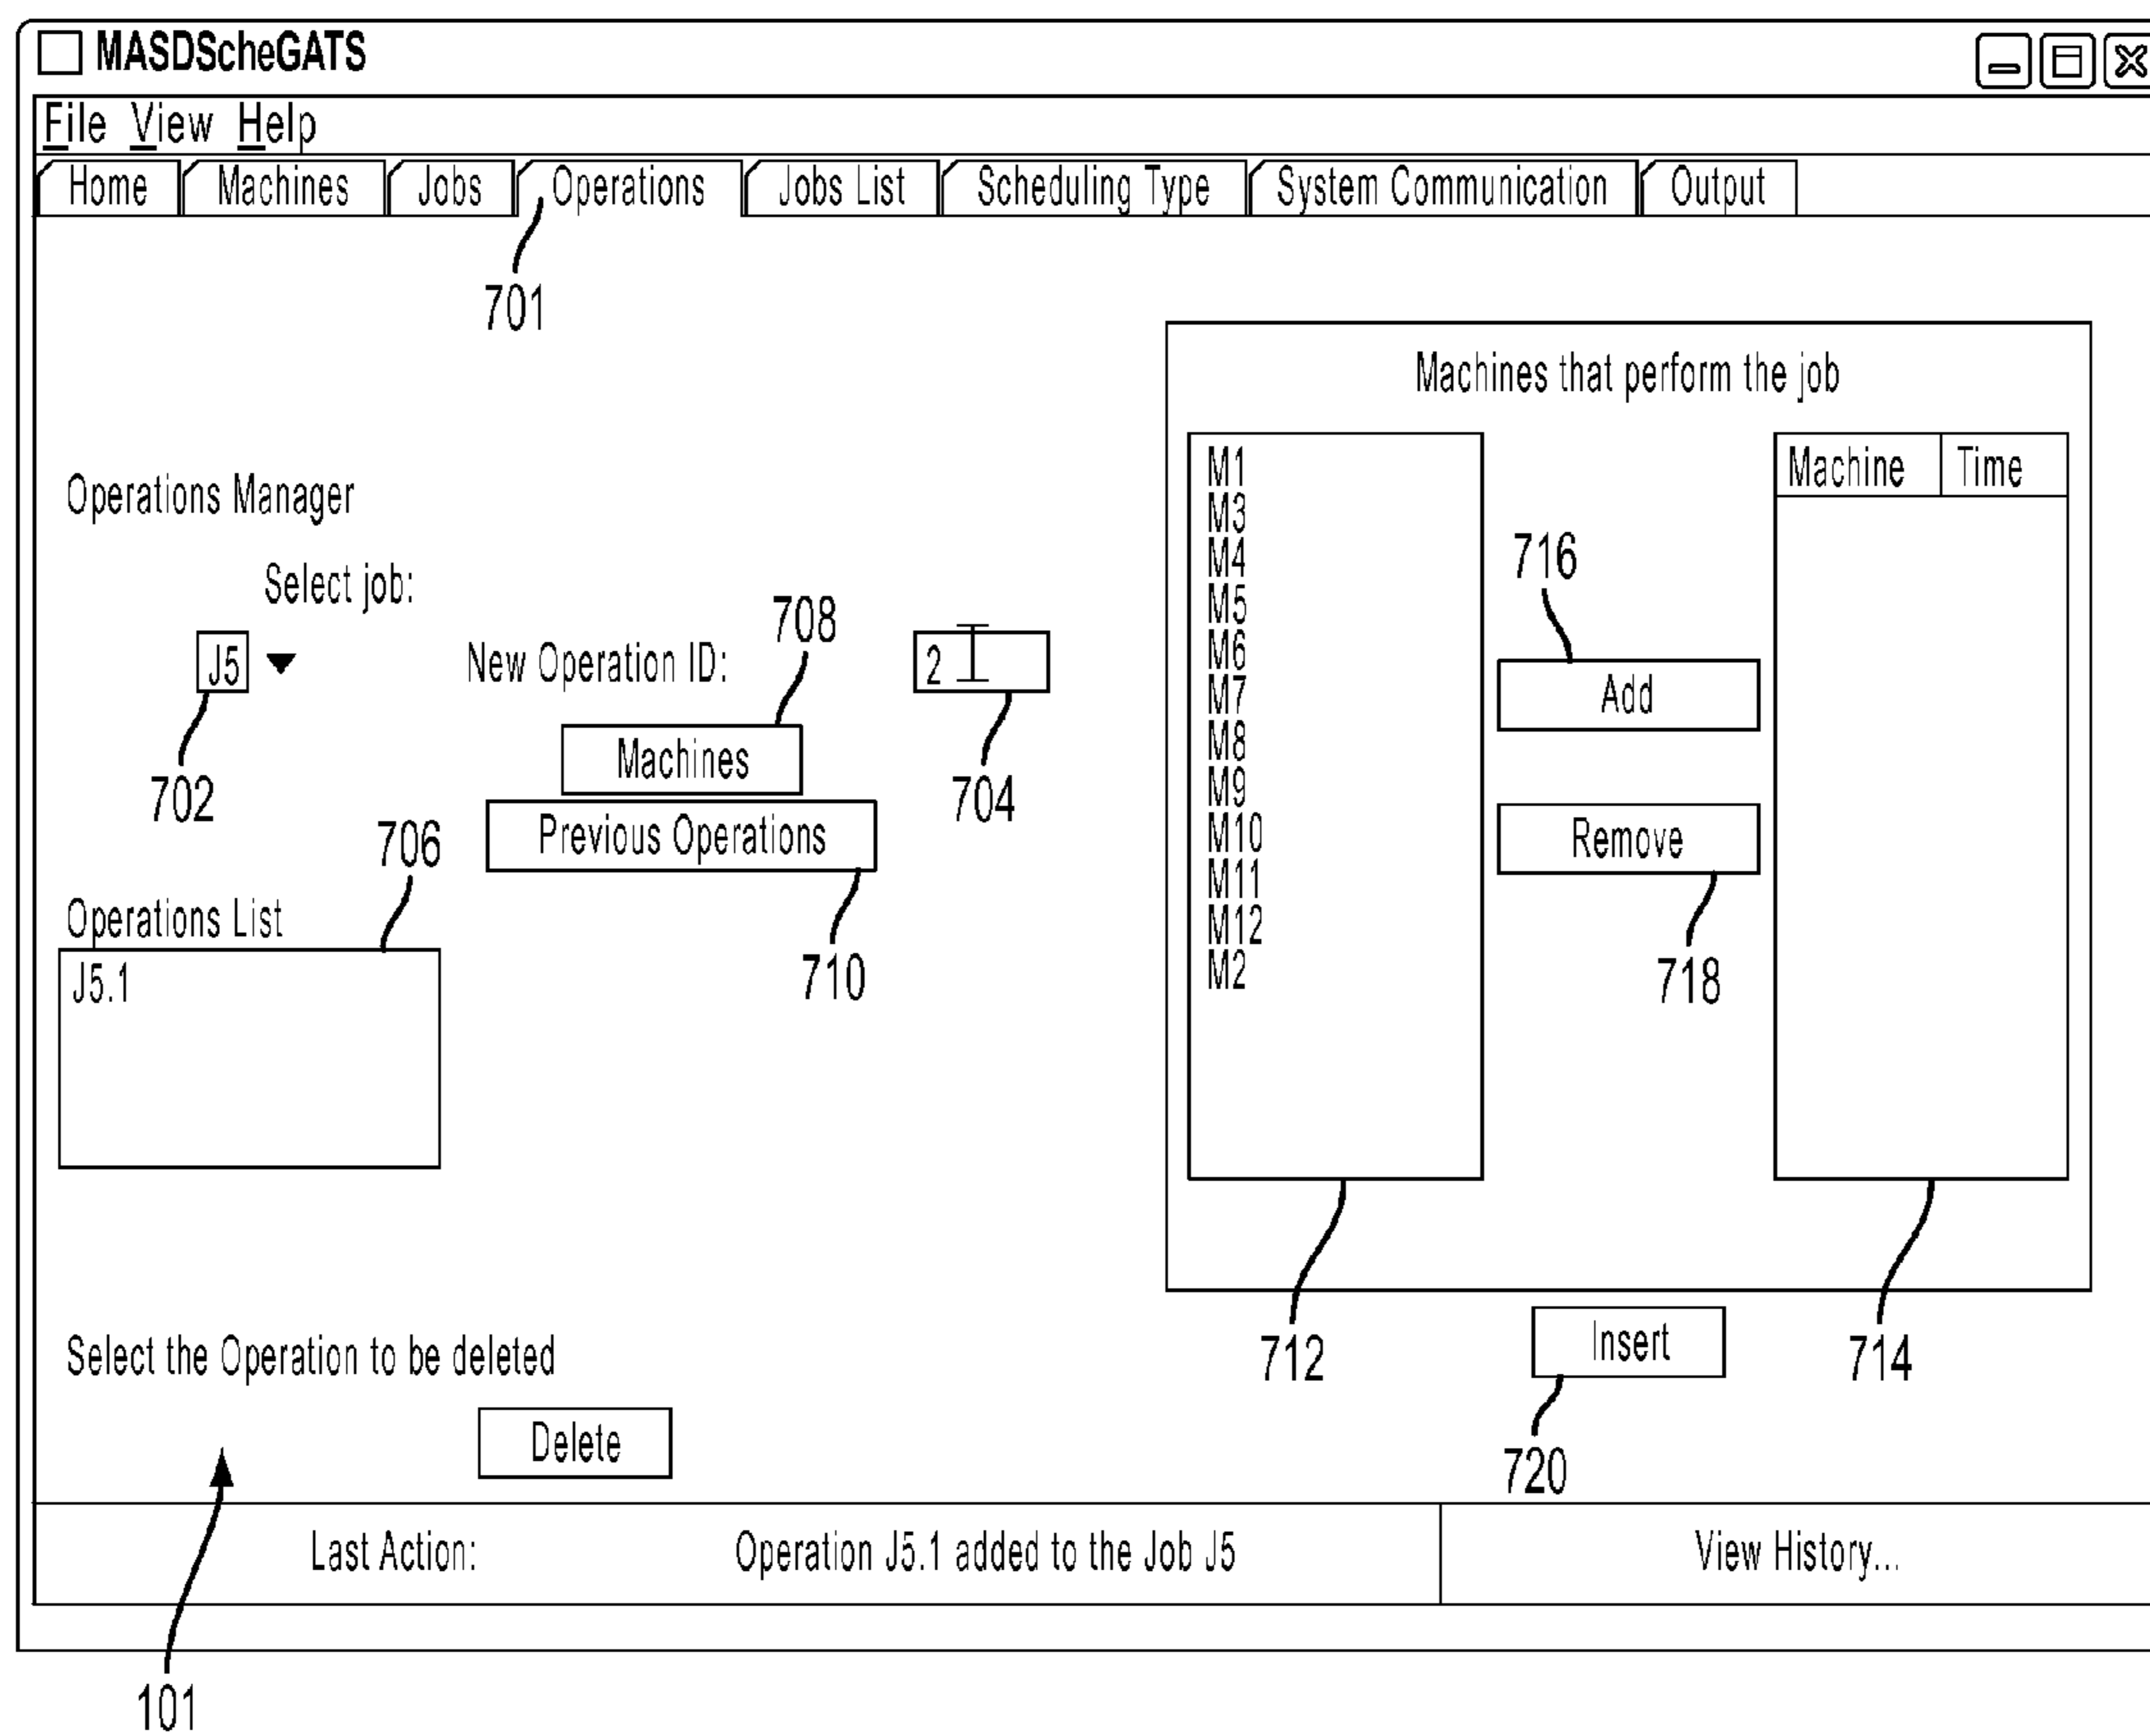 MASDScheGATS
File View Help
Home Machines Jobs Operations Jobs List Scheduling Type System Communication Output
701
Machines that perform the job
Operations Manager
Select job:
J5
702
New Operation ID:
2
704
708
Machines
Previous Operations
710
706
Operations List
J5.1
M1
M3
M4
M5
M6
M7
M8
M9
M10
M11
M12
M2
712
716
Add
Remove
718
Machine Time
714
Insert
720
Select the Operation to be deleted
Delete
Last Action: Operation J5.1 added to the Job J5 View History...
101